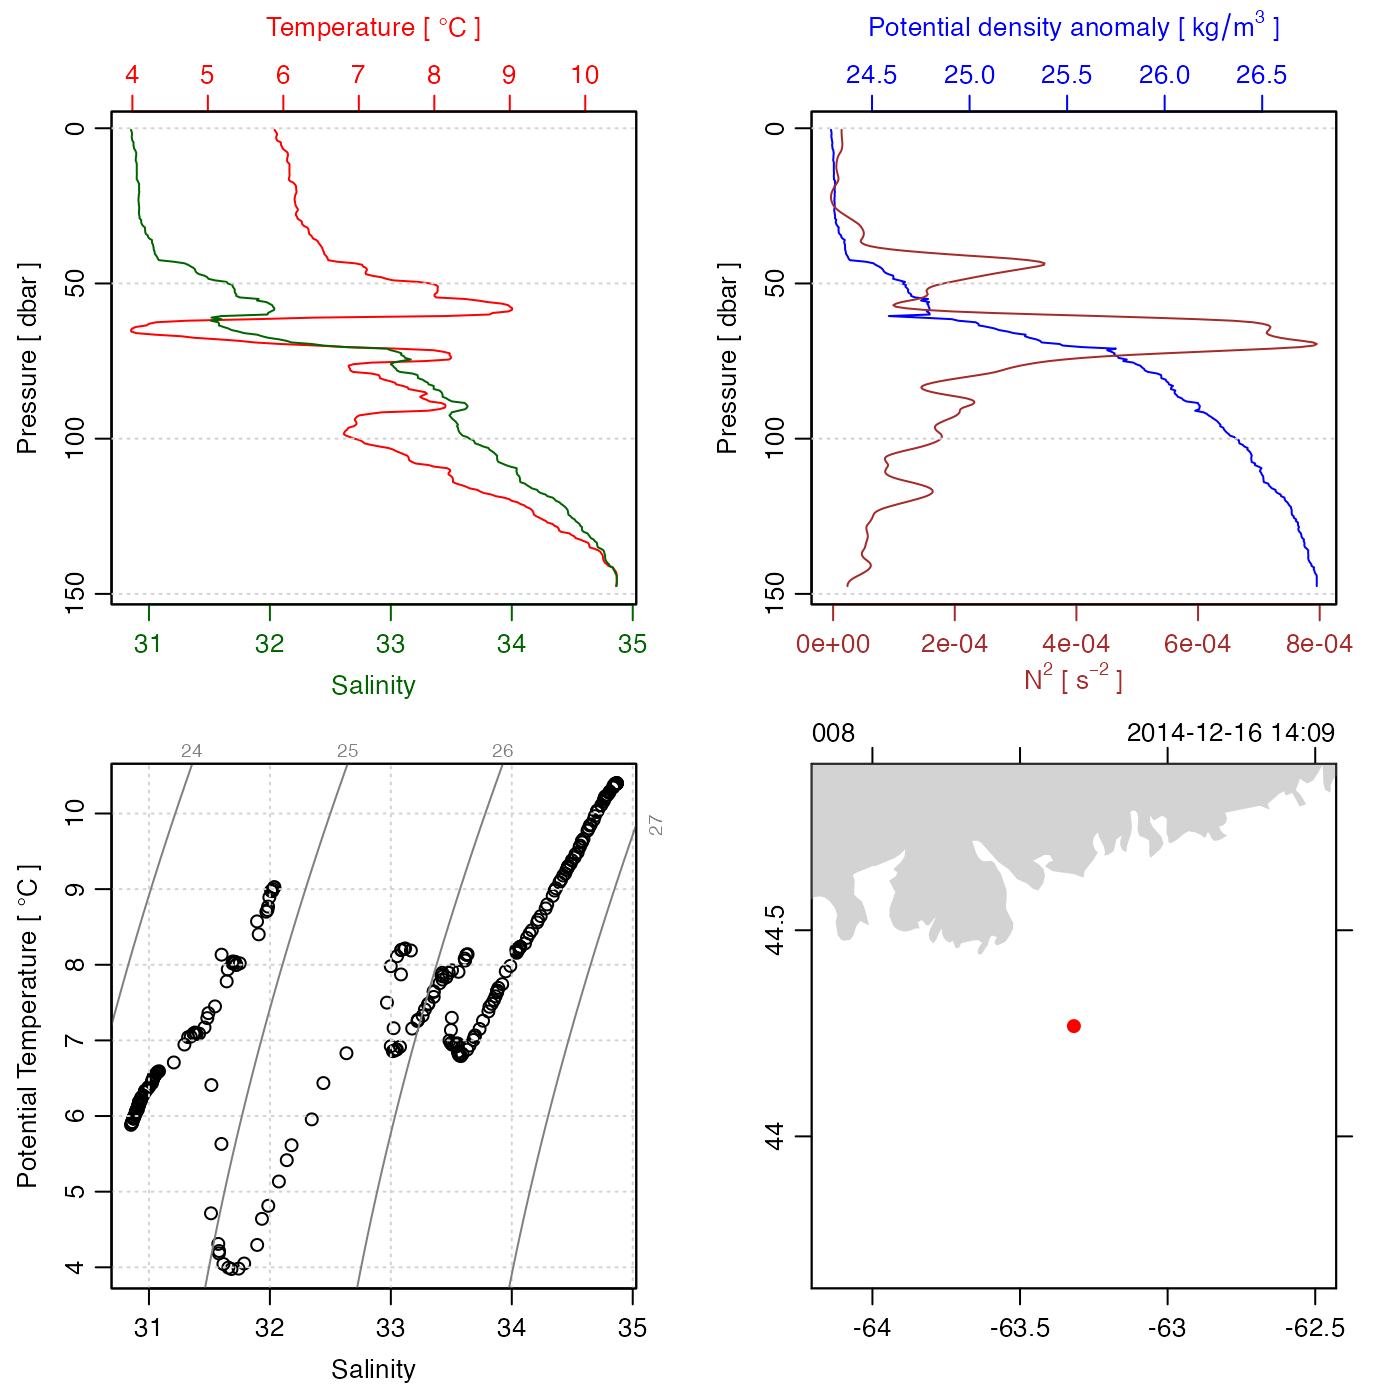 Temperature [ °C ]
4 5 6 7 8 9 10
0
50
100
150
Pressure [ dbar ]
31 32 33 34 35
Salinity
Potential density anomaly [ kg/m³ ]
24.5 25.0 25.5 26.0 26.5
0
50
100
150
Pressure [ dbar ]
0e+00 2e-04 4e-04 6e-04 8e-04
N² [ s⁻² ]
24 25 26
27
10
9
8
7
6
5
4
Potential Temperature [ °C ]
31 32 33 34 35
Salinity
008 2014-12-16 14:09
44.5
44
-64 -63.5 -63 -62.5